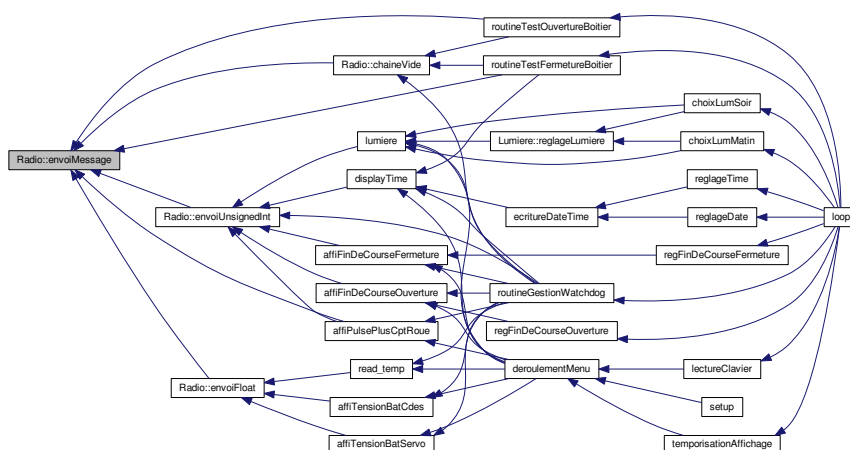 routineTestOuvertureBoitier
Radio::chaineVide
routineTestFermetureBoitier
choixLumSoir
lumiere
Lumiere::reglageLumiere
choixLumMatin
Radio::envoiMessage
displayTime
reglageTime
Radio::envoiUnsignedInt
ecritureDateTime
reglageDate
loop
affiFinDeCourseFermeture
regFinDeCourseFermeture
affiFinDeCourseOuverture
routineGestionWatchdog
affiPulsePlusCptRoue
regFinDeCourseOuverture
read_temp
deroulementMenu
lectureClavier
Radio::envoiFloat
affiTensionBatCdes
setup
affiTensionBatServo
temporisationAffichage